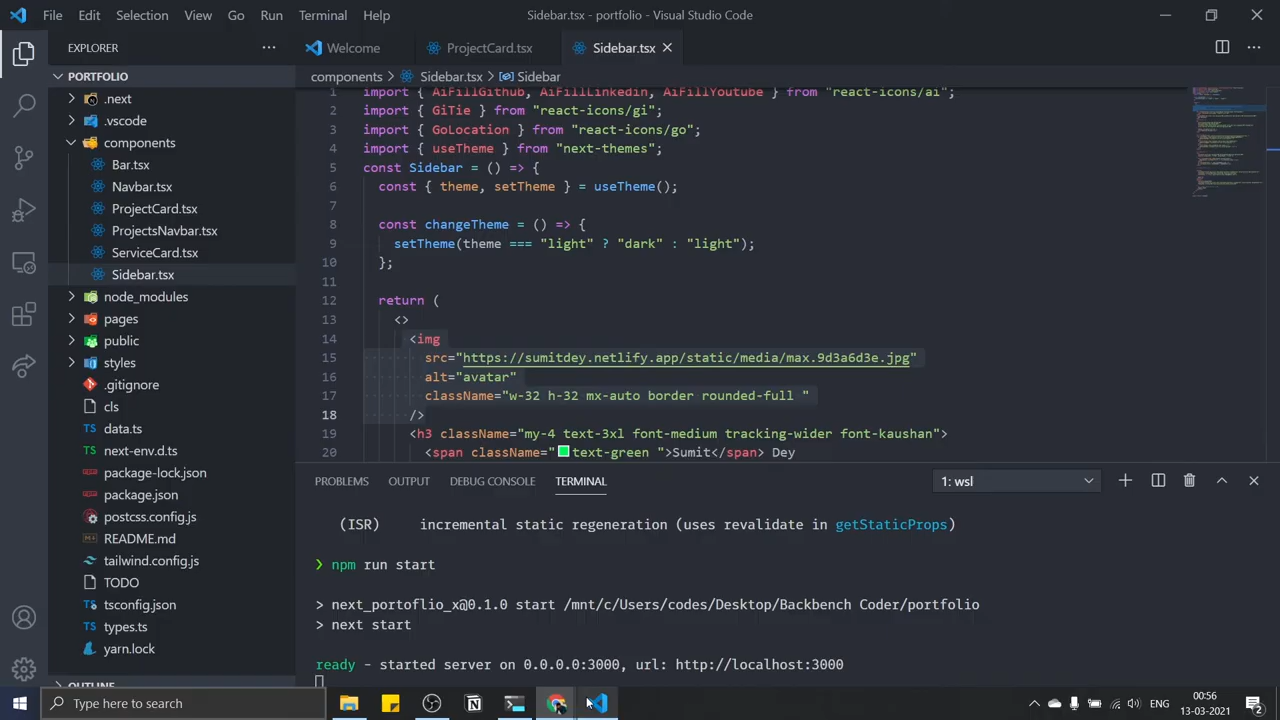 File Edit Selection View Go Run Terminal Help
Sidebar.tsx - portfolio - Visual Studio Code
EXPLORER
PORTFOLIO
.next
.vscode
components
Bar.tsx
Navbar.tsx
ProjectCard.tsx
ProjectsNavbar.tsx
ServiceCard.tsx
Sidebar.tsx
node_modules
pages
public
styles
.gitignore
cls
data.ts
next-env.d.ts
package-lock.json
package.json
postcss.config.js
README.md
tailwind.config.js
TODO
tsconfig.json
types.ts
yarn.lock
OUTLINE
Welcome
ProjectCard.tsx
Sidebar.tsx
components > Sidebar.tsx > Sidebar
1 import { AiFillGithub, AiFillLinkedin, AiFillYoutube } from "react-icons/ai";
2 import { GiTie } from "react-icons/gi";
3 import { GoLocation } from "react-icons/go";
4 import { useTheme } from "next-themes";
5 const Sidebar = () => {
6 const { theme, setTheme } = useTheme();
7
8 const changeTheme = () => {
9 setTheme(theme === "light" ? "dark" : "light");
10 };
11
12 return (
13 <>
14 <img
15 src="https://sumitdey.netlify.app/static/media/max.9d3a6d3e.jpg"
16 alt="avatar"
17 className="w-32 h-32 mx-auto border rounded-full "
18 />
19 <h3 className="my-4 text-3xl font-medium tracking-wider font-kaushan">
20 <span className="text-green ">Sumit</span> Dey
PROBLEMS OUTPUT DEBUG CONSOLE TERMINAL
1: wsl
(ISR) incremental static regeneration (uses revalidate in getStaticProps)
❯ npm run start
> next_portoflio_x@0.1.0 start /mnt/c/Users/codes/Desktop/Backbench Coder/portfolio
> next start
ready - started server on 0.0.0.0:3000, url: http://localhost:3000
Type here to search
ENG
00:56
13-03-2021
2